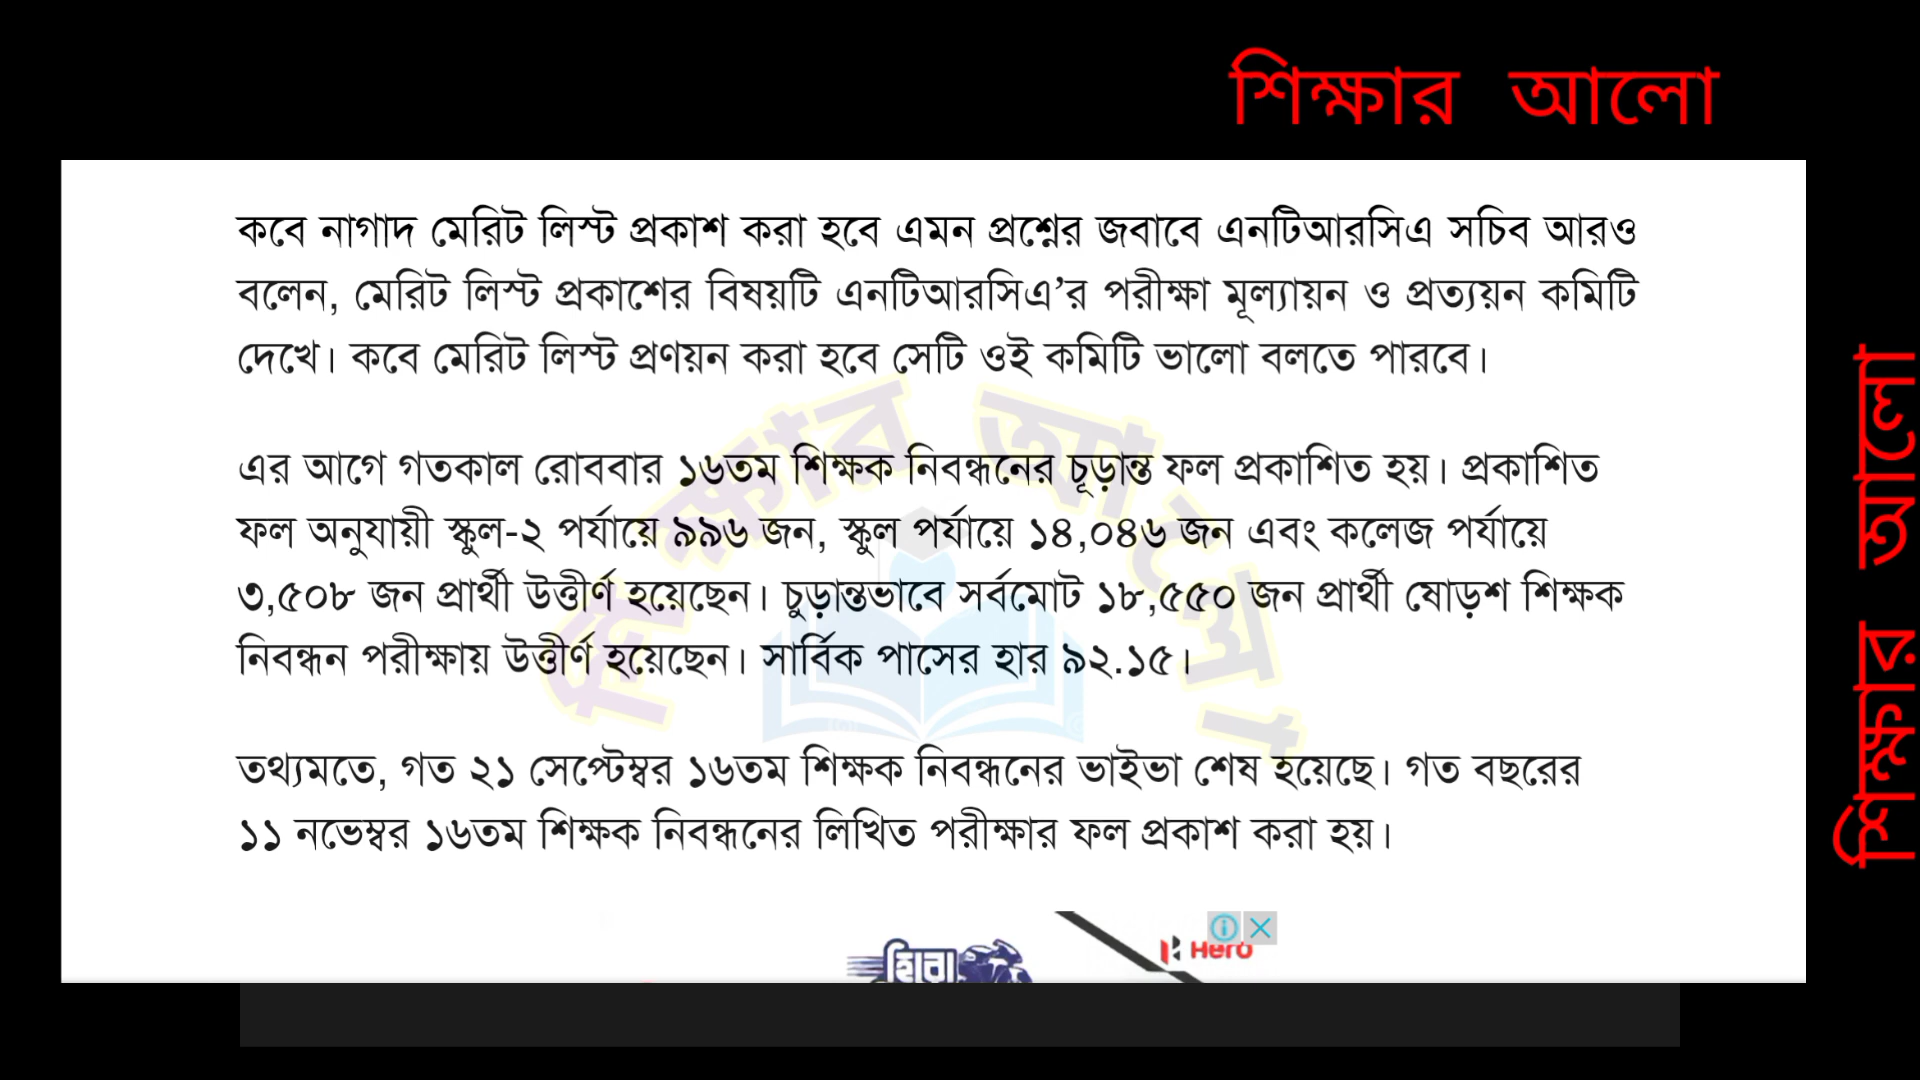 শিক্ষার আলো
কবে নাগাদ মেরিট লিস্ট প্রকাশ করা হবে এমন প্রশ্নের জবাবে এনটিআরসিএ সচিব আরও
বলেন, মেরিট লিস্ট প্রকাশের বিষয়টি এনটিআরসিএ’র পরীক্ষা মূল্যায়ন ও প্রত্যয়ন কমিটি
দেখে। কবে মেরিট লিস্ট প্রণয়ন করা হবে সেটি ওই কমিটি ভালো বলতে পারবে।
এর আগে গতকাল রোববার ১৬তম শিক্ষক নিবন্ধনের চূড়ান্ত ফল প্রকাশিত হয়। প্রকাশিত
ফল অনুযায়ী স্কুল-২ পর্যায়ে ৯৯৬ জন, স্কুল পর্যায়ে ১৪,০৪৬ জন এবং কলেজ পর্যায়ে
৩,৫০৮ জন প্রার্থী উত্তীর্ণ হয়েছেন। চুড়ান্তভাবে সর্বমোট ১৮,৫৫০ জন প্রার্থী ষোড়শ শিক্ষক
নিবন্ধন পরীক্ষায় উত্তীর্ণ হয়েছেন। সার্বিক পাসের হার ৯২.১৫।
তথ্যমতে, গত ২১ সেপ্টেম্বর ১৬তম শিক্ষক নিবন্ধনের ভাইভা শেষ হয়েছে। গত বছরের
১১ নভেম্বর ১৬তম শিক্ষক নিবন্ধনের লিখিত পরীক্ষার ফল প্রকাশ করা হয়।
শিক্ষার আলো
হিরো
Hero
শিক্ষার আলো